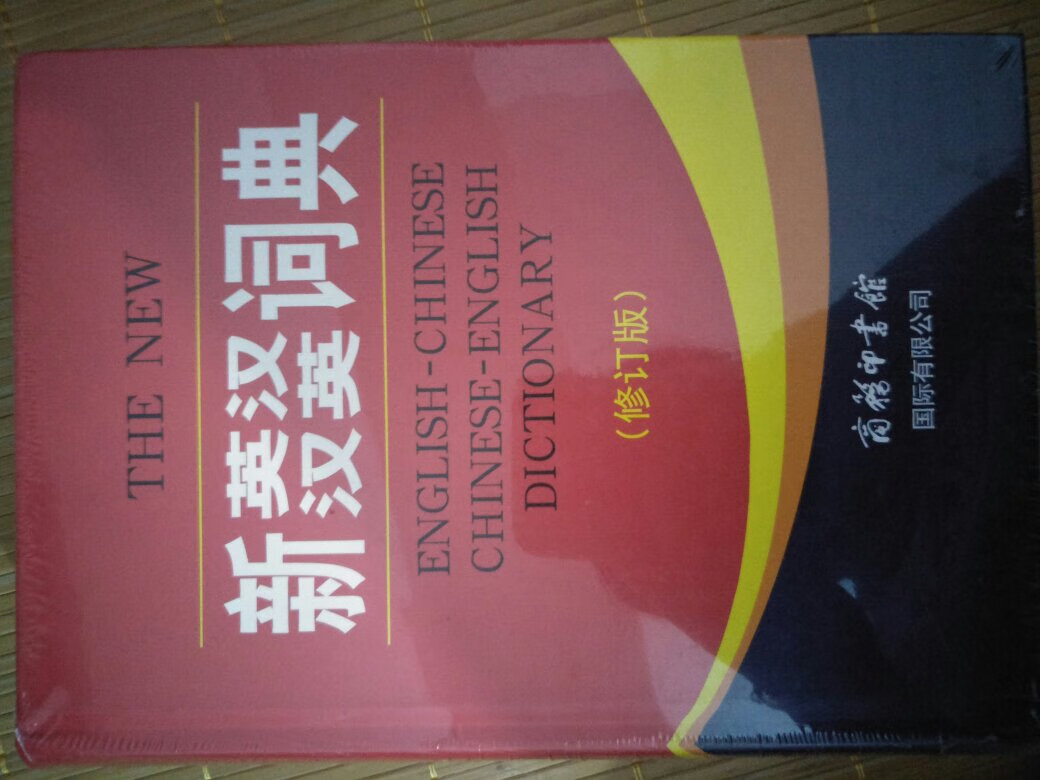 THE NEW
新英汉汉英词典
ENGLISH-CHINESE
CHINESE-ENGLISH
DICTIONARY
(修订版)
商务印书馆
国际有限公司